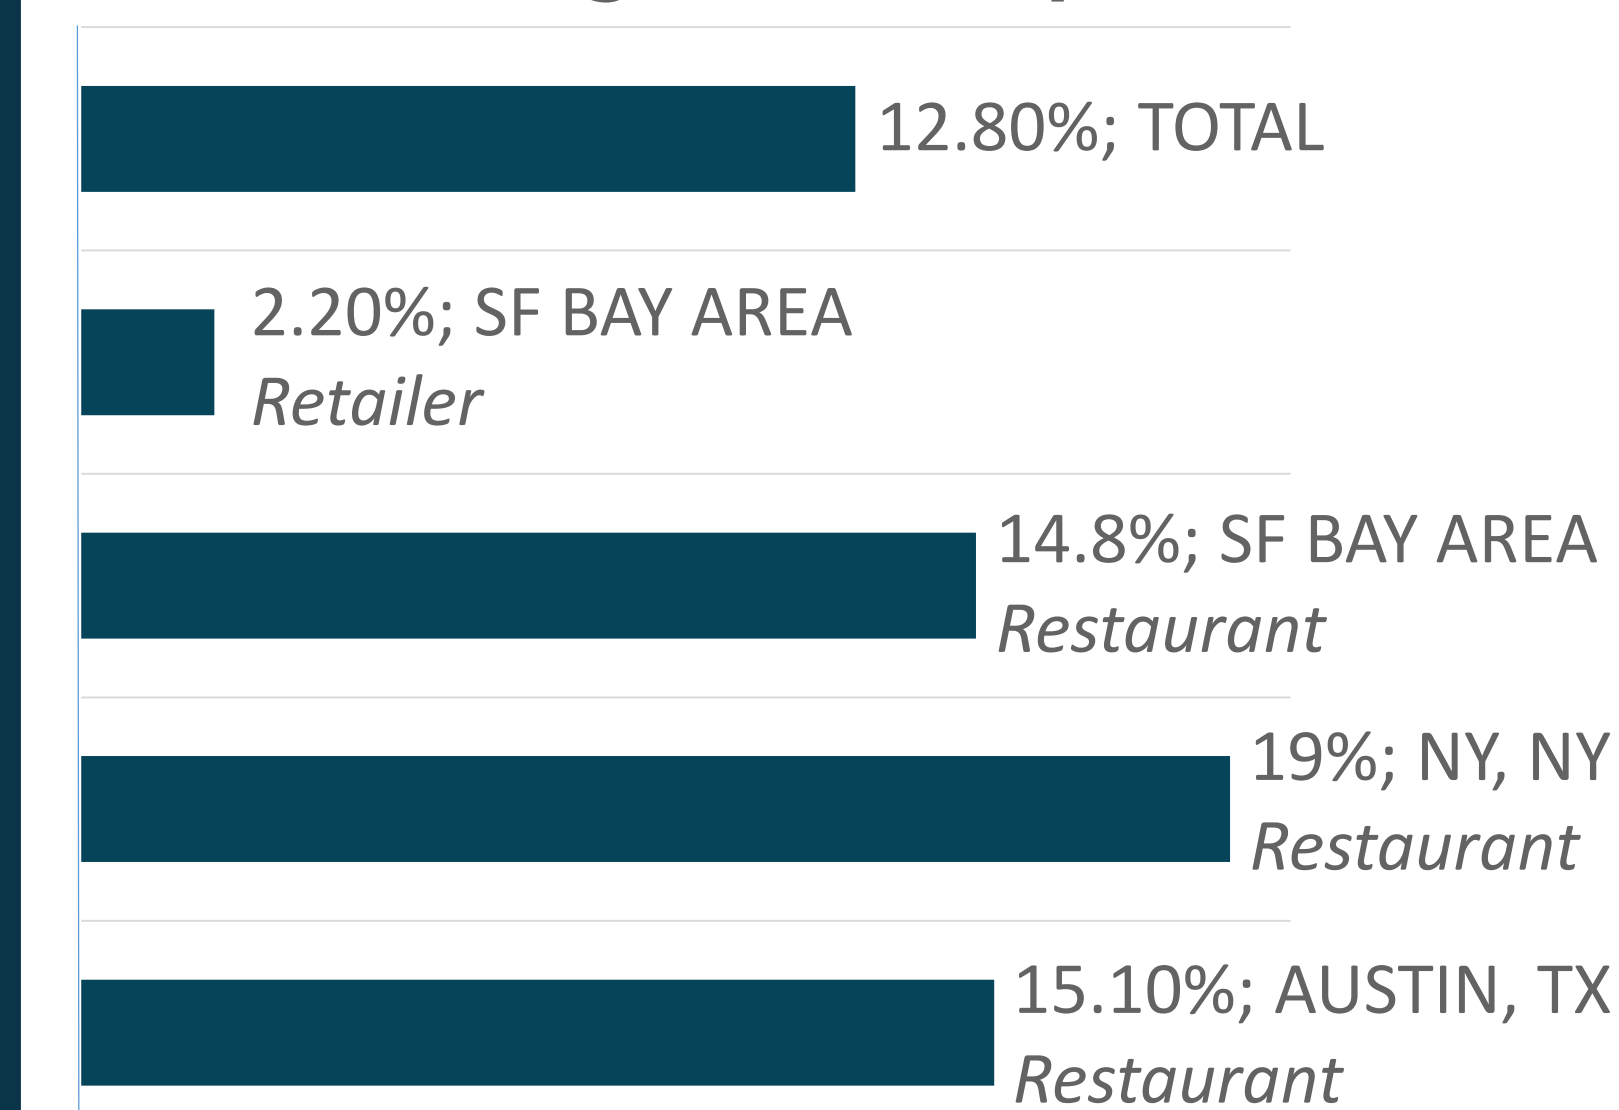 12.80%; TOTAL
2.20%; SF BAY AREA
Retailer
14.8%; SF BAY AREA
Restaurant
19%; NY, NY
Restaurant
15.10%; AUSTIN, TX
Restaurant